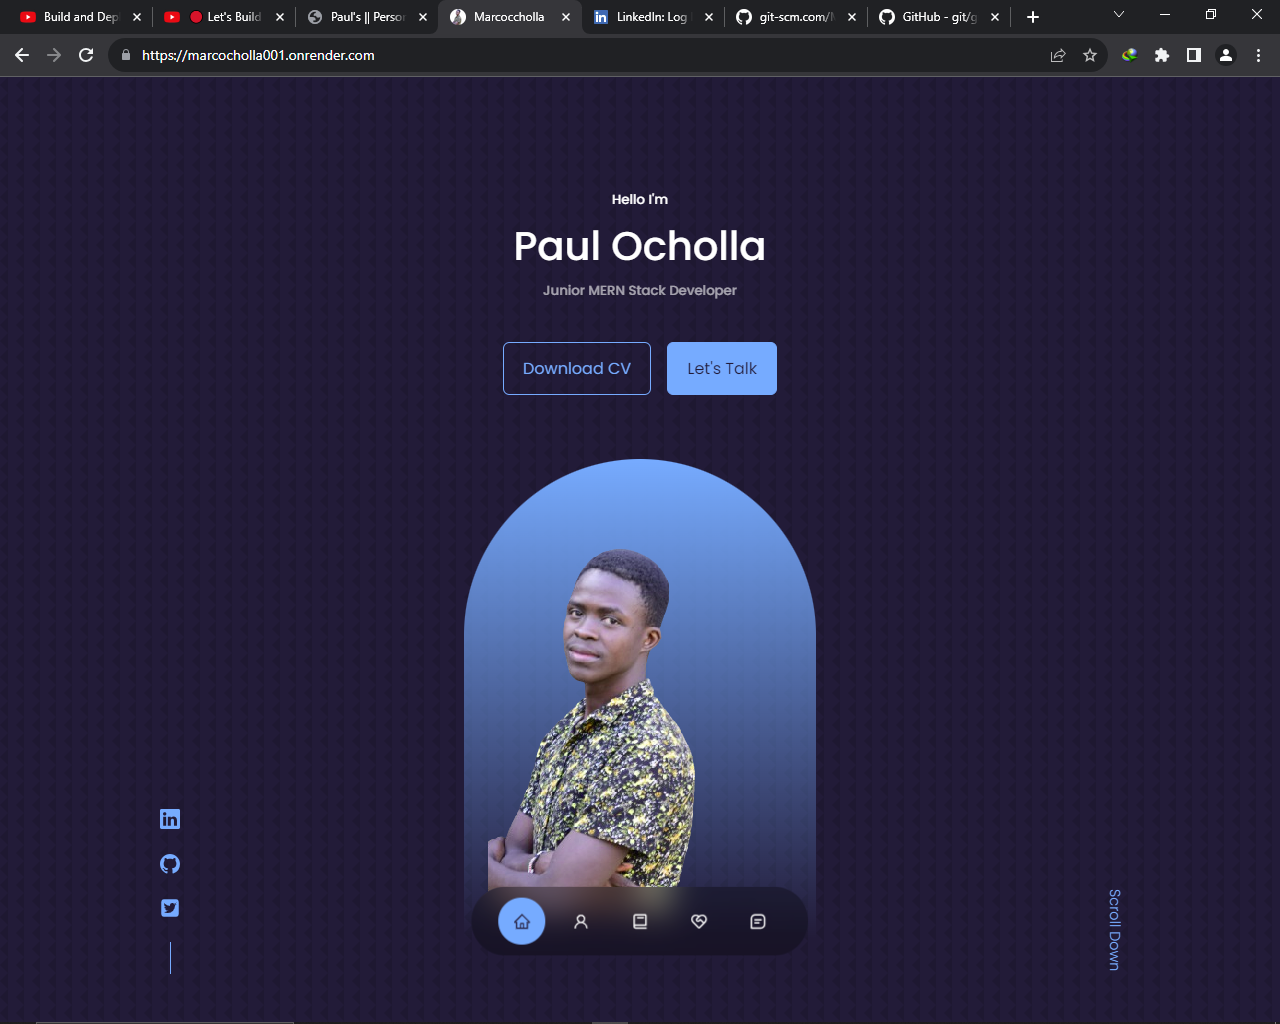 Build and Dep
Let's Build
Paul's || Perso
Marcoccholla
LinkedIn: Log
git-scm.com/
GitHub - git/g
https://marcocholla001.onrender.com
Hello I'm
Paul Ocholla
Junior MERN Stack Developer
Download CV
Let's Talk
Scroll Down